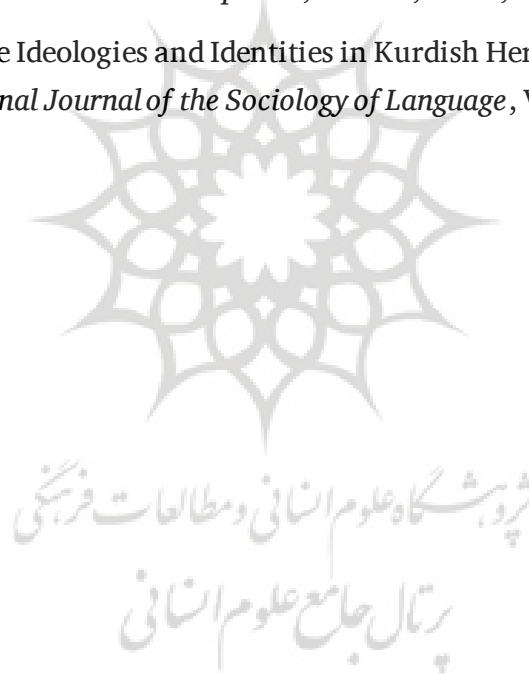 e Ideologies and Identities in Kurdish Her
nal Journal of the Sociology of Language, V
پژوهشگاه علوم انسانی و مطالعات فرهنگی
پرتال جامع علوم انسانی